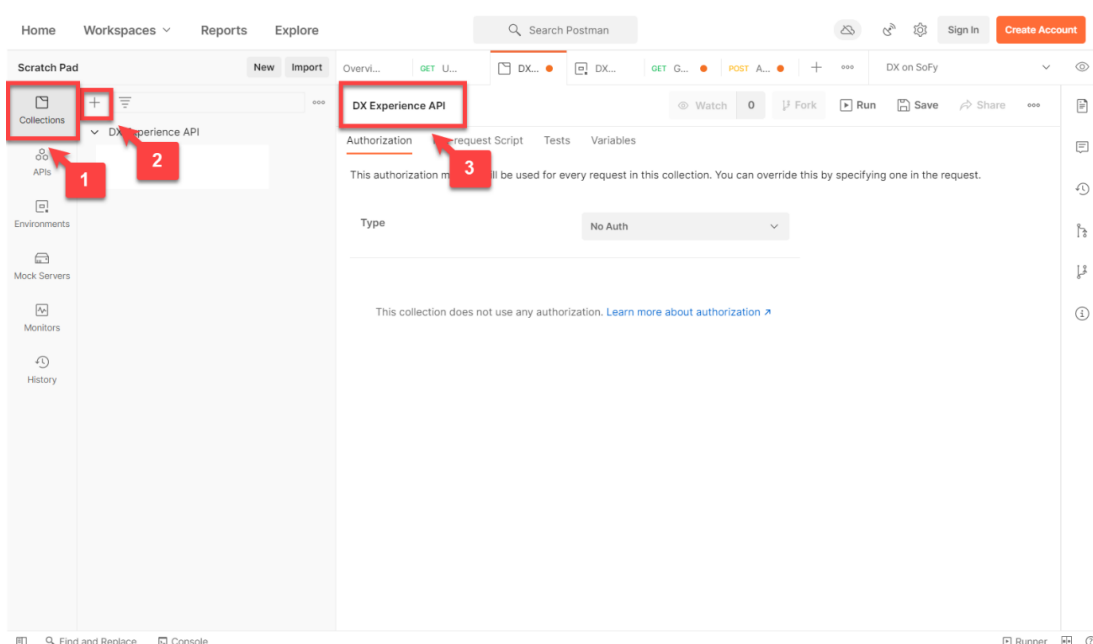 Home Workspaces Reports Explore Search Postman Sign In Create Account
Scratch Pad New Import Overvi... GET U... DX... DX... GET G... POST A... DX on SoFy
Collections
DX Experience API Watch 0 Fork Run Save Share
DX Experience API
Authorization Tests Variables
request Script
APIs
1
2
3
This authorization m ll be used for every request in this collection. You can override this by specifying one in the request.
Type No Auth
Environments
Mock Servers
This collection does not use any authorization. Learn more about authorization ↗
Monitors
History
Find and Replace Console Runner